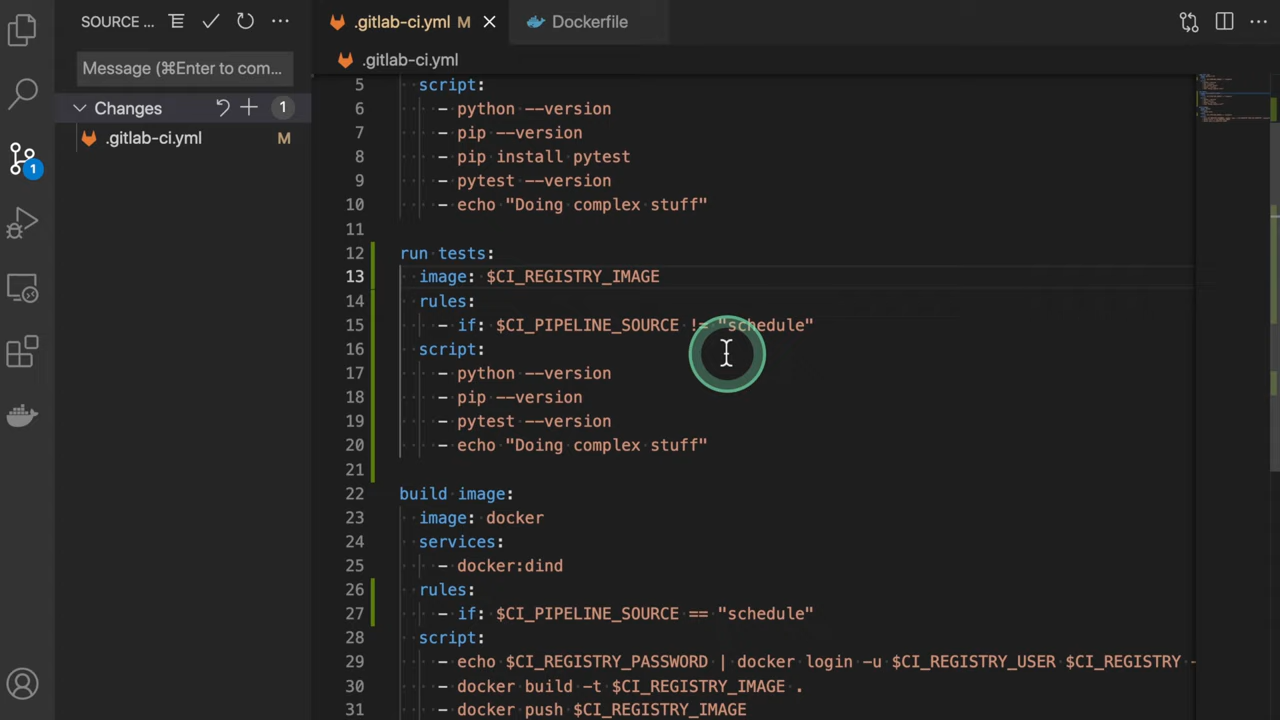 SOURCE ...
.gitlab-ci.yml M
Dockerfile
Message (⌘Enter to com...
.gitlab-ci.yml
Changes 1
.gitlab-ci.yml M
1
5 script:
6 - python --version
7 - pip --version
8 - pip install pytest
9 - pytest --version
10 - echo "Doing complex stuff"
11
12 run tests:
13 image: $CI_REGISTRY_IMAGE
14 rules:
15 - if: $CI_PIPELINE_SOURCE != "schedule"
16 script:
17 - python --version
18 - pip --version
19 - pytest --version
20 - echo "Doing complex stuff"
21
22 build image:
23 image: docker
24 services:
25 - docker:dind
26 rules:
27 - if: $CI_PIPELINE_SOURCE == "schedule"
28 script:
29 - echo $CI_REGISTRY_PASSWORD | docker login -u $CI_REGISTRY_USER $CI_REGISTRY -
30 - docker build -t $CI_REGISTRY_IMAGE .
31 - docker push $CI_REGISTRY_IMAGE